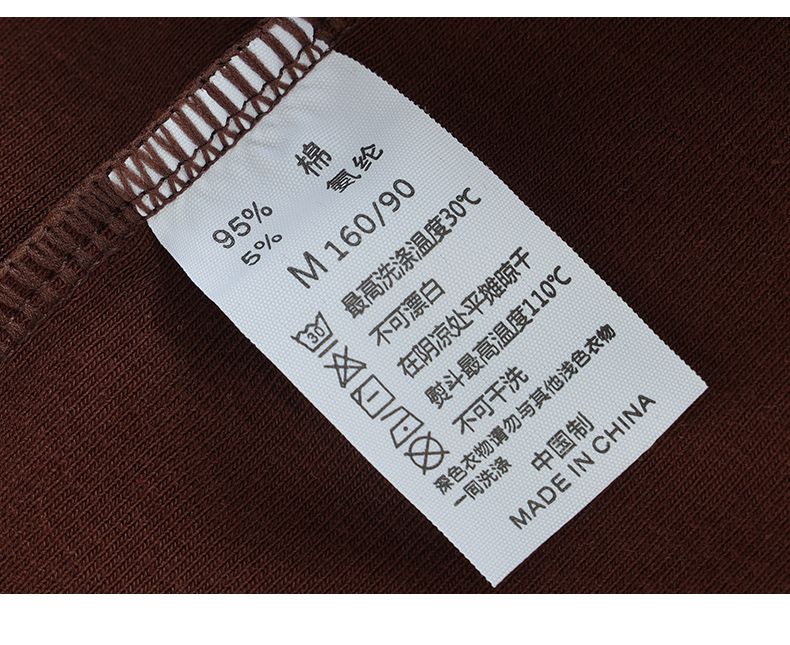 95% 棉
5% 氨纶
M 160/90
最高洗涤温度30℃
不可漂白
在阴凉处平摊晾干
熨斗最高温度110℃
不可干洗
深色衣物请勿与其他浅色衣物
一同洗涤
中国制
MADE IN CHINA
30